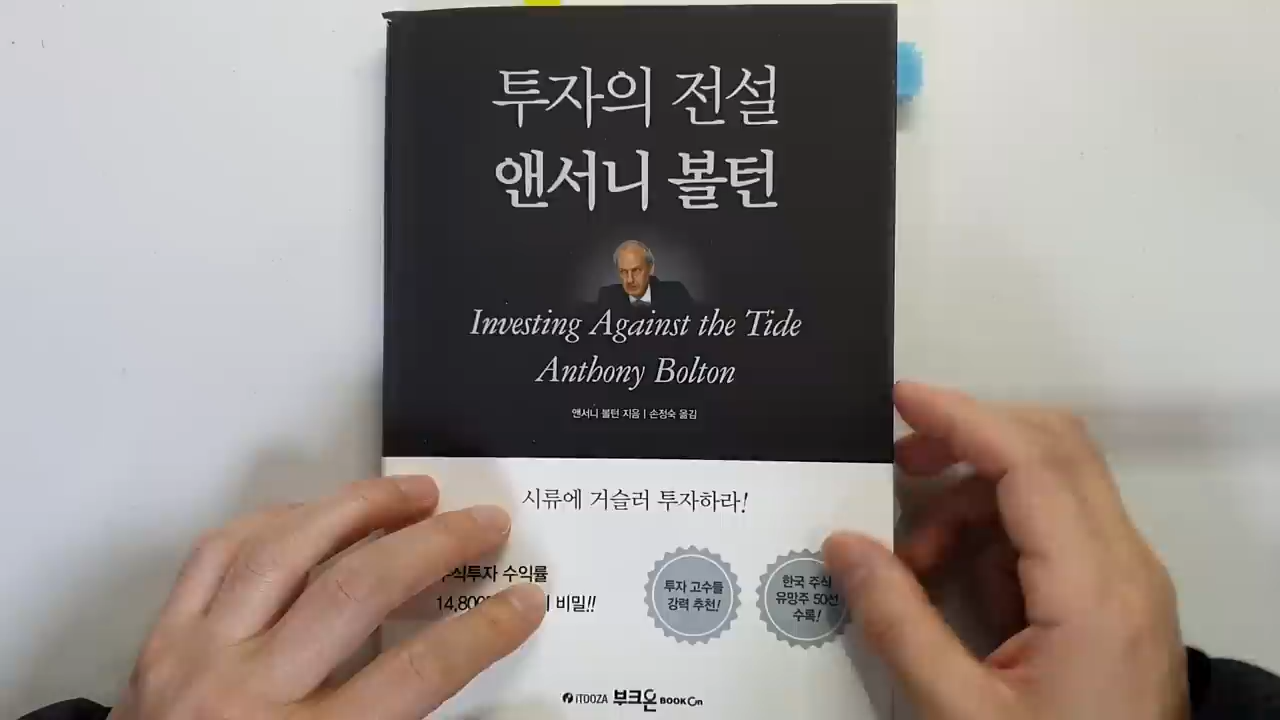 투자의 전설
앤서니 볼턴
Investing Against the Tide
Anthony Bolton
앤서니 볼턴 지음 | 손정숙 옮김
시류에 거슬러 투자하라!
수익률
비밀!!
투자 고수들
강력 추천!
한국 주식
유망주 50선
수록!
iTOOZA 부크온 BOOKOn